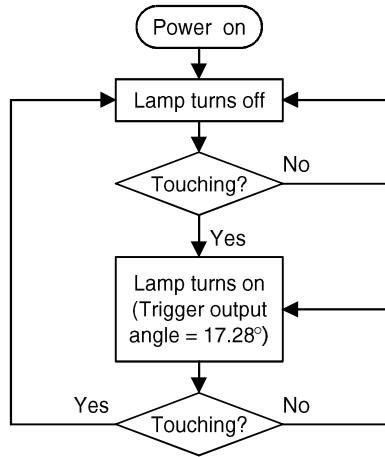 Power on
Lamp turns off
Touching?
No
Yes
Lamp turns on
(Trigger output
angle = 17.28°)
Yes
Touching?
No